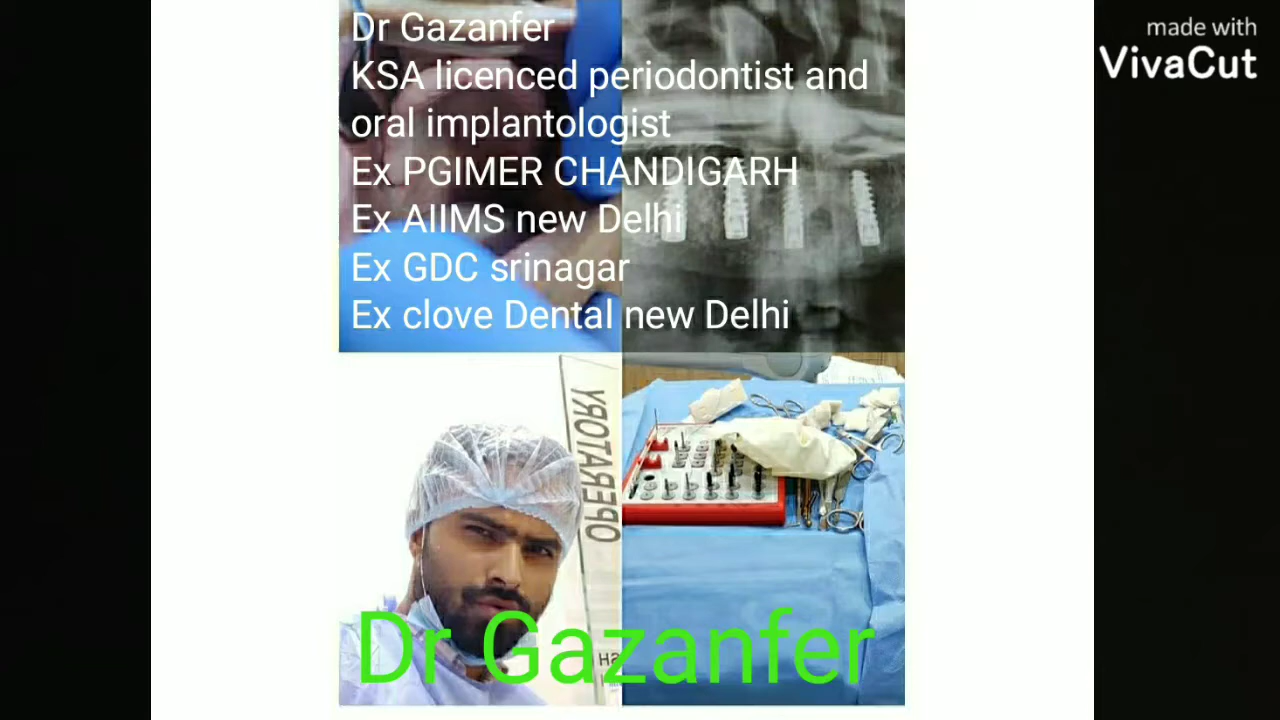 made with
VivaCut
Dr Gazanfer
KSA licenced periodontist and
oral implantologist
Ex PGIMER CHANDIGARH
Ex AIIMS new Delhi
Ex GDC srinagar
Ex clove Dental new Delhi
OPERATORY
Dr Gazanfer